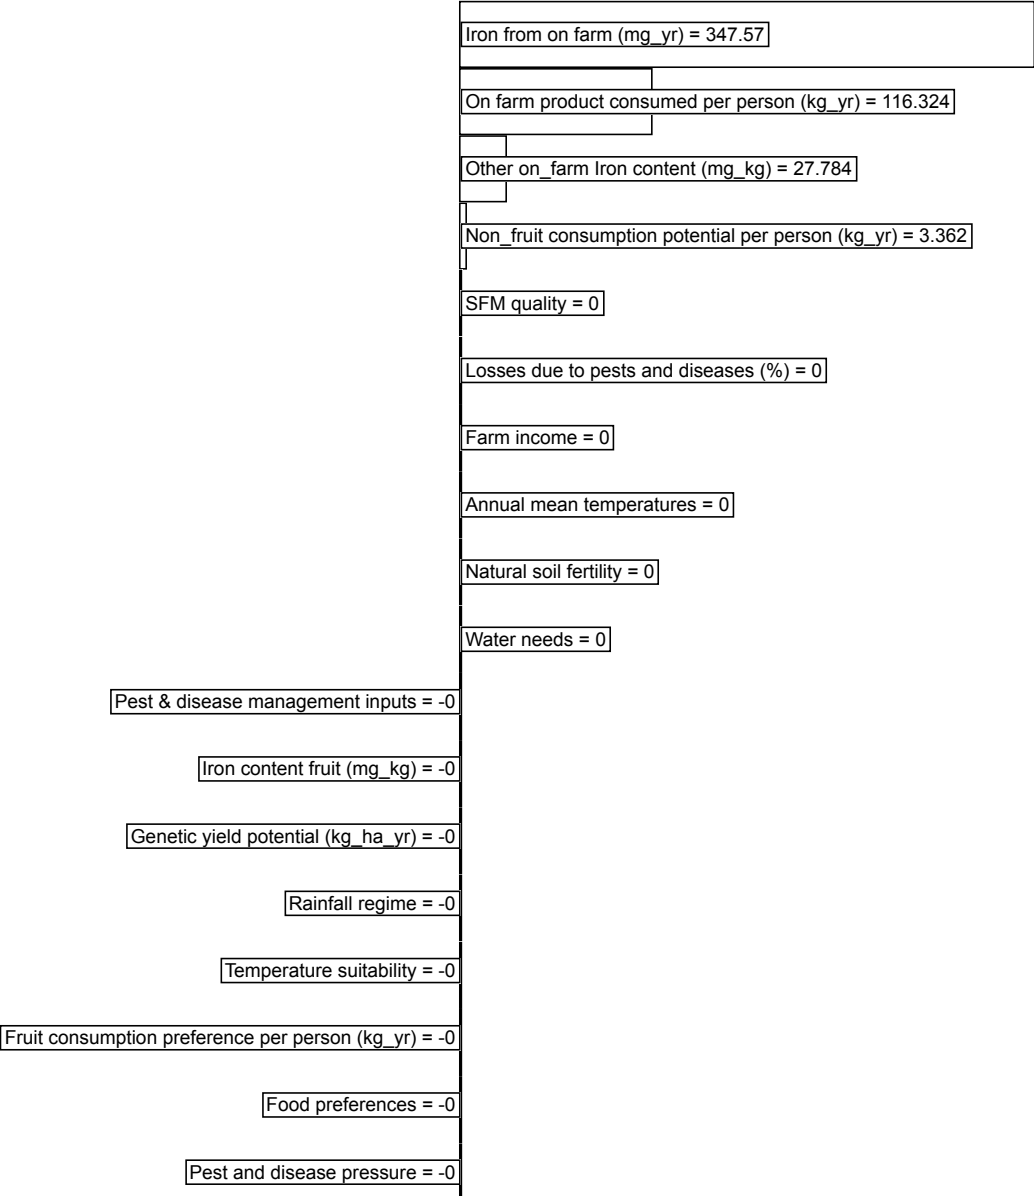 Iron from on farm (mg_yr) = 347.57
On farm product consumed per person (kg_yr) = 116.324
Other on_farm Iron content (mg_kg) = 27.784
Non_fruit consumption potential per person (kg_yr) = 3.362
SFM quality = 0
Losses due to pests and diseases (%) = 0
Farm income = 0
Annual mean temperatures = 0
Natural soil fertility = 0
Water needs = 0
Pest & disease management inputs = -0
Iron content fruit (mg_kg) = -0
Genetic yield potential (kg_ha_yr) = -0
Rainfall regime = -0
Temperature suitability = -0
Fruit consumption preference per person (kg_yr) = -0
Food preferences = -0
Pest and disease pressure = -0